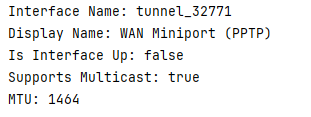 Interface Name: tunnel_32771
Display Name: WAN Miniport (PPTP)
Is Interface Up: false
Supports Multicast: true
MTU: 1464